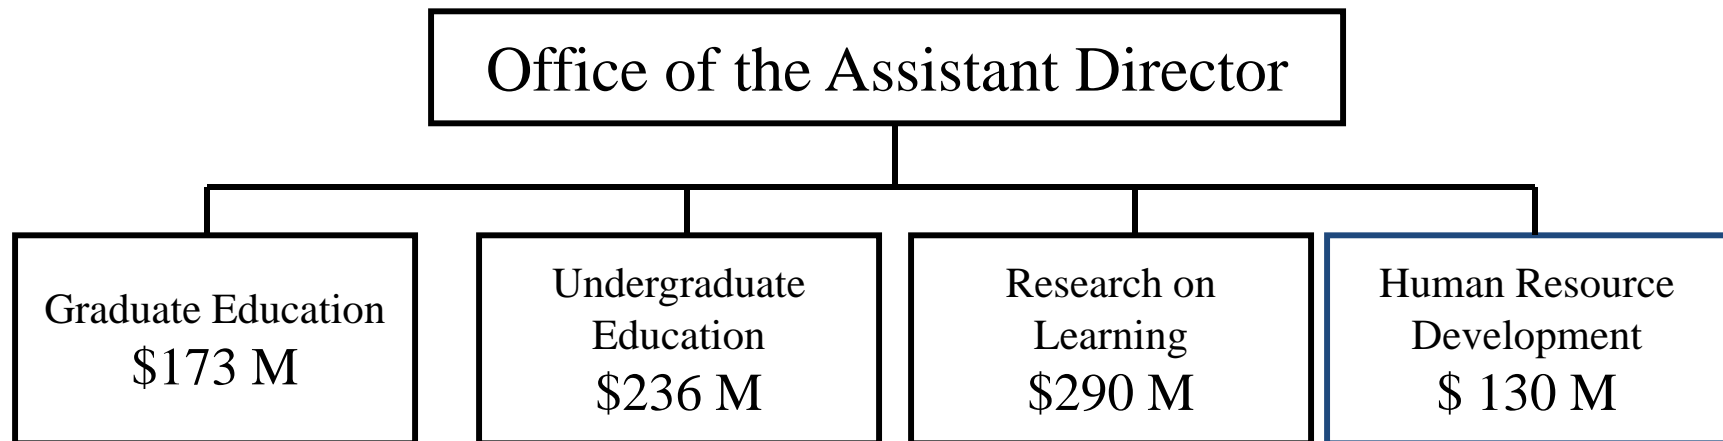 Office of the Assistant Director
Graduate Education
$173 M
Undergraduate
Education
$236 M
Research on
Learning
$290 M
Human Resource
Development
$ 130 M